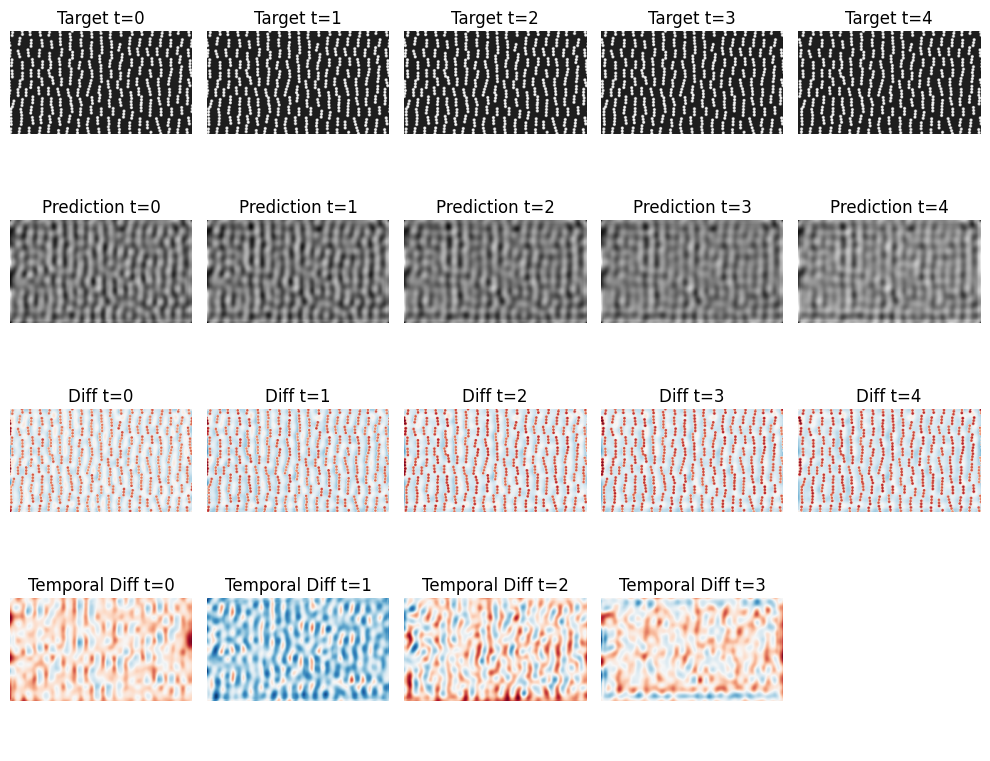 Target t=0 Target t=1 Target t=2 Target t=3 Target t=4
Prediction t=0 Prediction t=1 Prediction t=2 Prediction t=3 Prediction t=4
Diff t=0 Diff t=1 Diff t=2 Diff t=3 Diff t=4
Temporal Diff t=0 Temporal Diff t=1 Temporal Diff t=2 Temporal Diff t=3